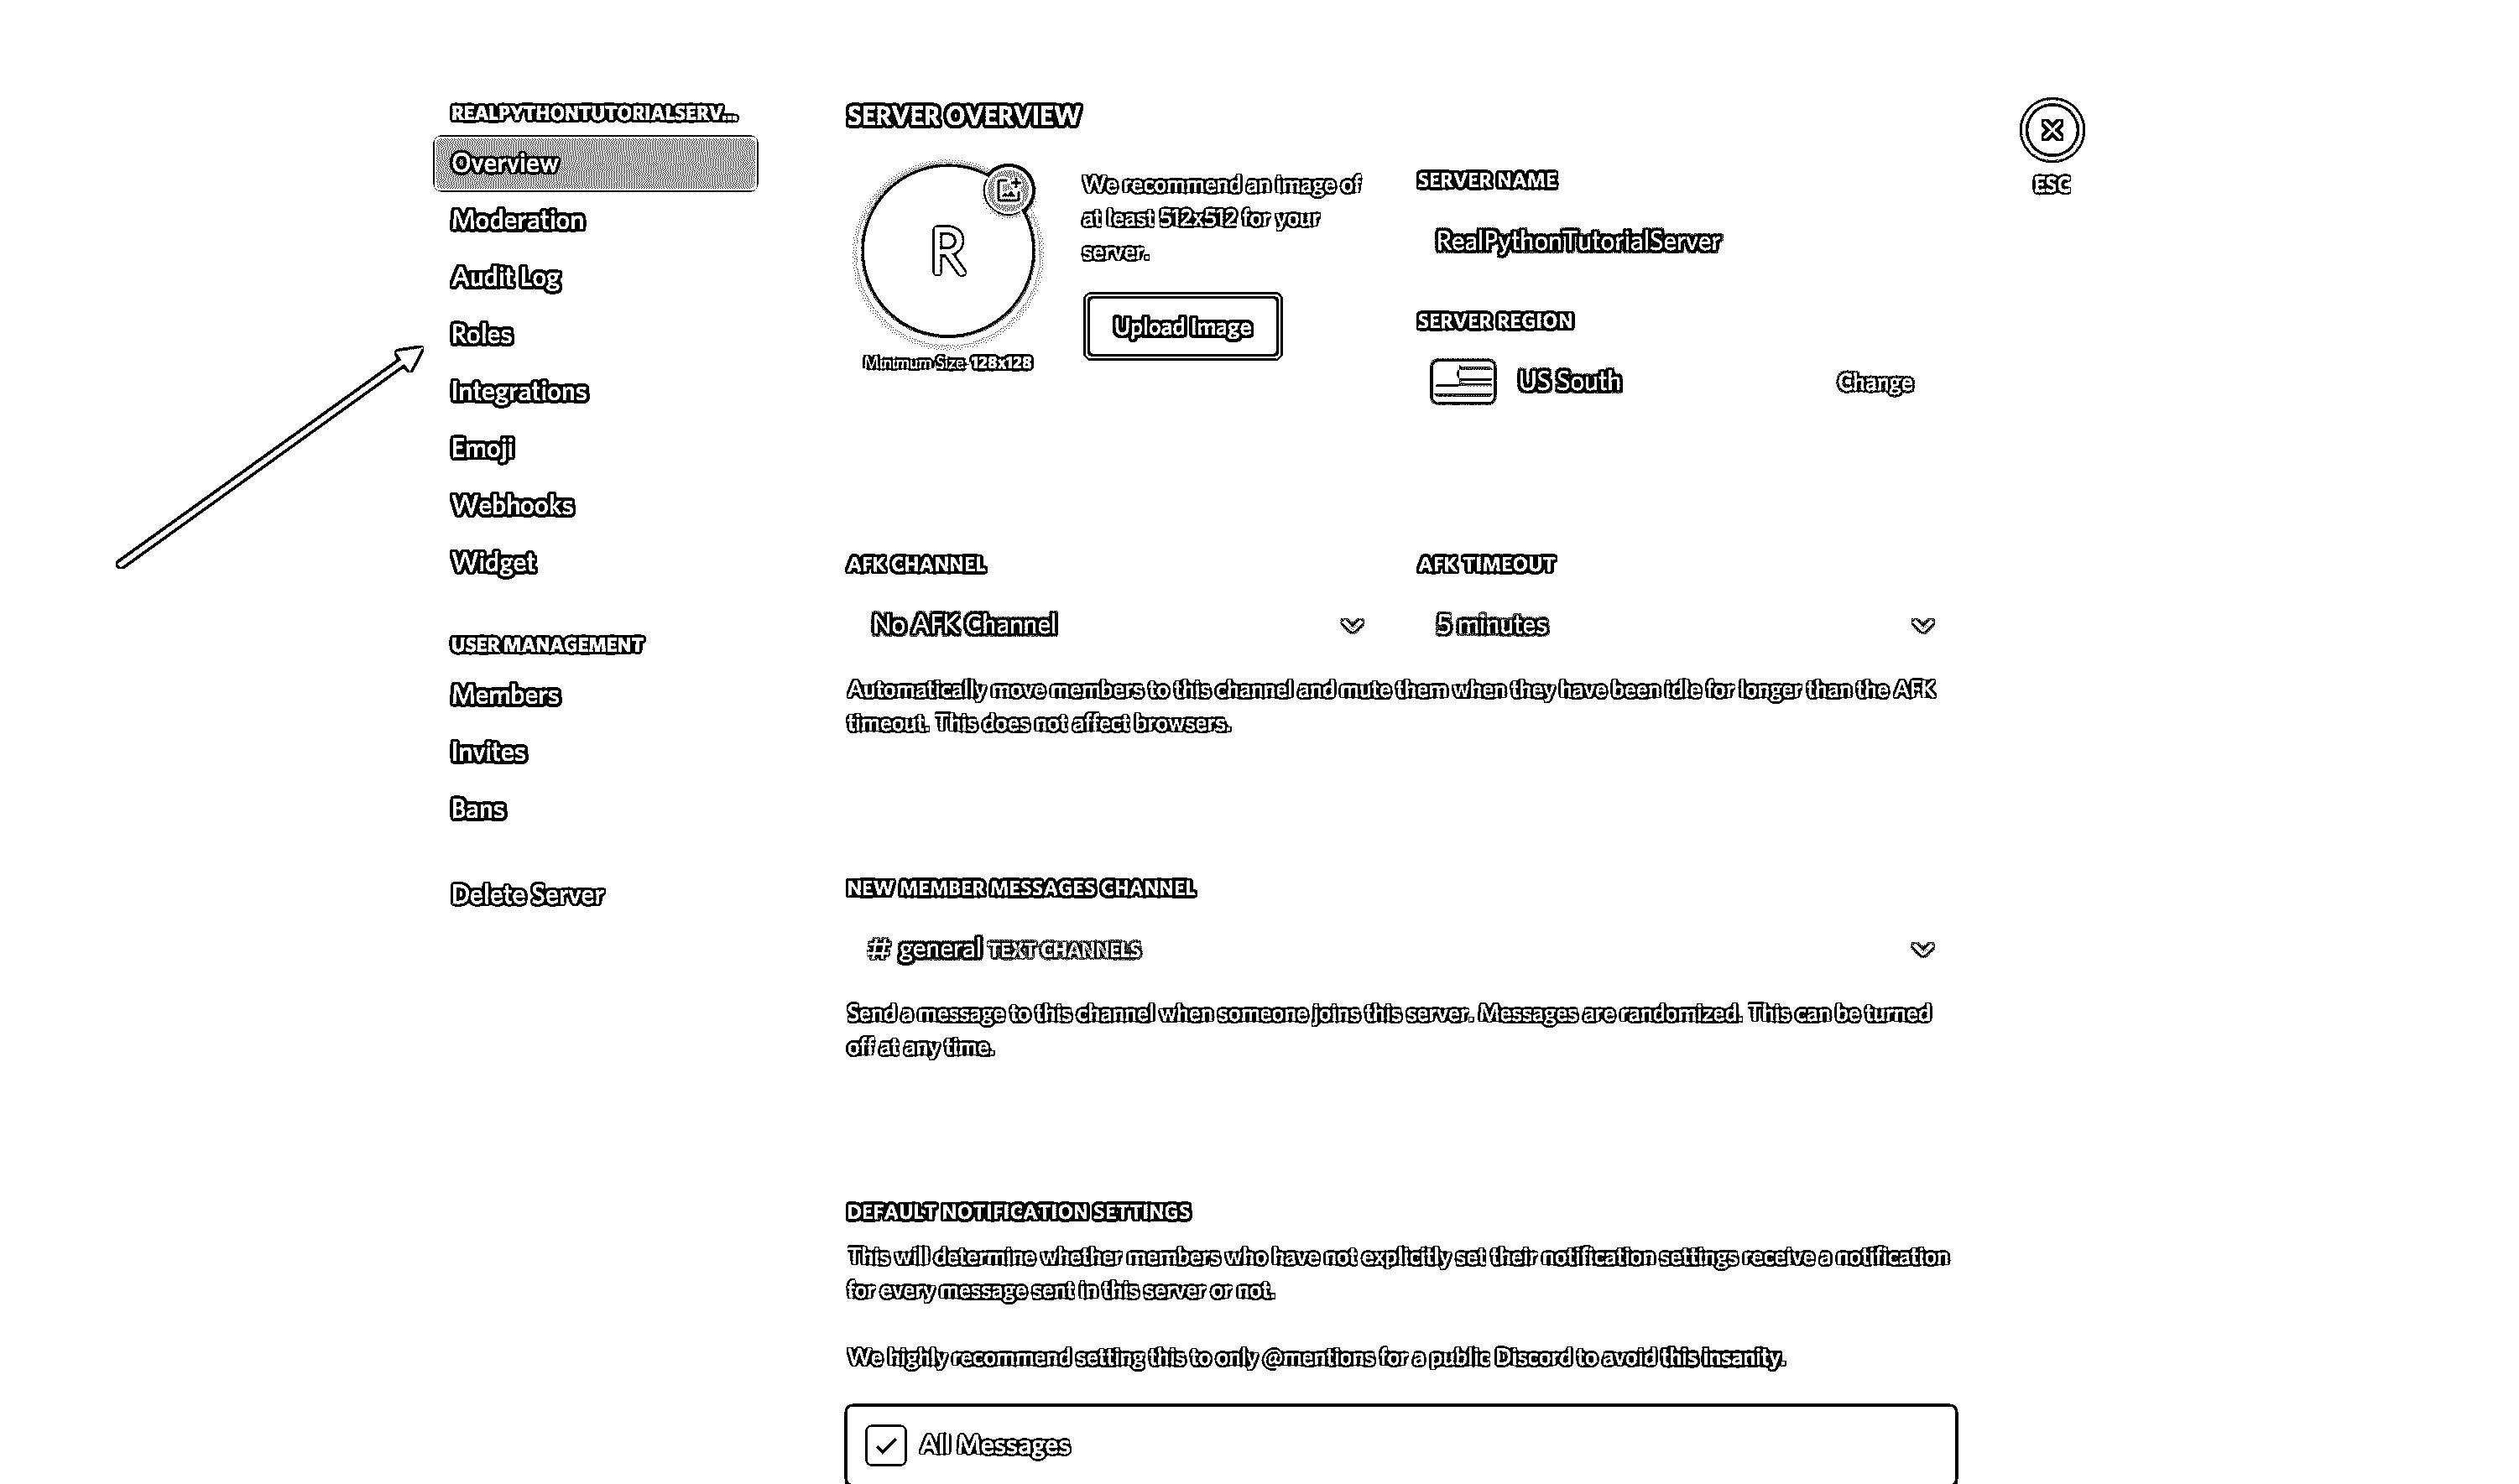 REALPYTHONTUTORIALSERV...
Overview
Moderation
Audit Log
Roles
Integrations
Emoji
Webhooks
Widget
USER MANAGEMENT
Members
Invites
Bans
Delete Server
SERVER OVERVIEW
R
Minimum Size: 128x128
We recommend an image of
at least 512x512 for your
server.
Upload Image
SERVER NAME
RealPythonTutorialServer
SERVER REGION
US South
Change
ESC
AFK CHANNEL
No AFK Channel
AFK TIMEOUT
5 minutes
Automatically move members to this channel and mute them when they have been idle for longer than the AFK
timeout. This does not affect browsers.
NEW MEMBER MESSAGES CHANNEL
# general TEXT CHANNELS
Send a message to this channel when someone joins this server. Messages are randomized. This can be turned
off at any time.
DEFAULT NOTIFICATION SETTINGS
This will determine whether members who have not explicitly set their notification settings receive a notification
for every message sent in this server or not.
We highly recommend setting this to only @mentions for a public Discord to avoid this insanity.
All Messages